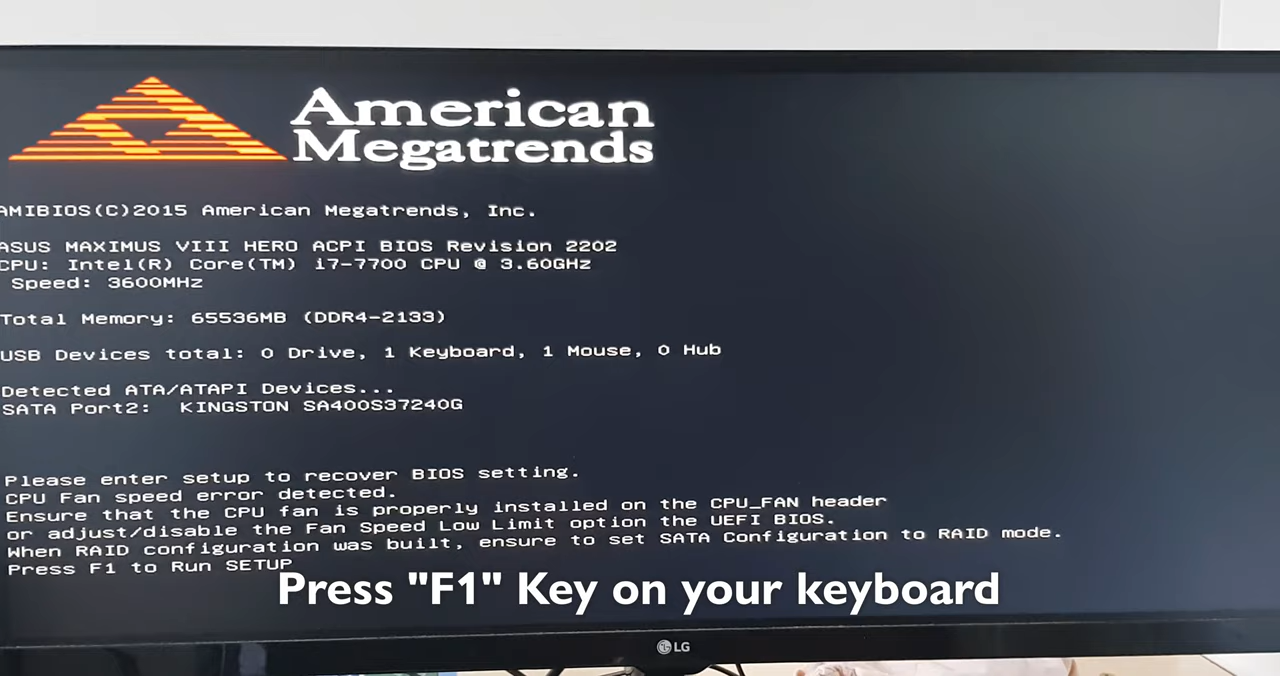 American
Megatrends
AMIBIOS(C)2015 American Megatrends, Inc.
ASUS MAXIMUS VIII HERO ACPI BIOS Revision 2202
CPU: Intel(R) Core(TM) i7-7700 CPU @ 3.60GHz
Speed: 3600MHz
Total Memory: 65536MB (DDR4-2133)
USB Devices total: 0 Drive, 1 Keyboard, 1 Mouse, 0 Hub
Detected ATA/ATAPI Devices...
SATA Port2: KINGSTON SA400S37240G
Please enter setup to recover BIOS setting.
CPU Fan speed error detected.
Ensure that the CPU fan is properly installed on the CPU_FAN header
or adjust/disable the Fan Speed Low Limit option the UEFI BIOS.
When RAID configuration was built, ensure to set SATA Configuration to RAID mode.
Press F1 to Run SETUP
Press "F1" Key on your keyboard
LG